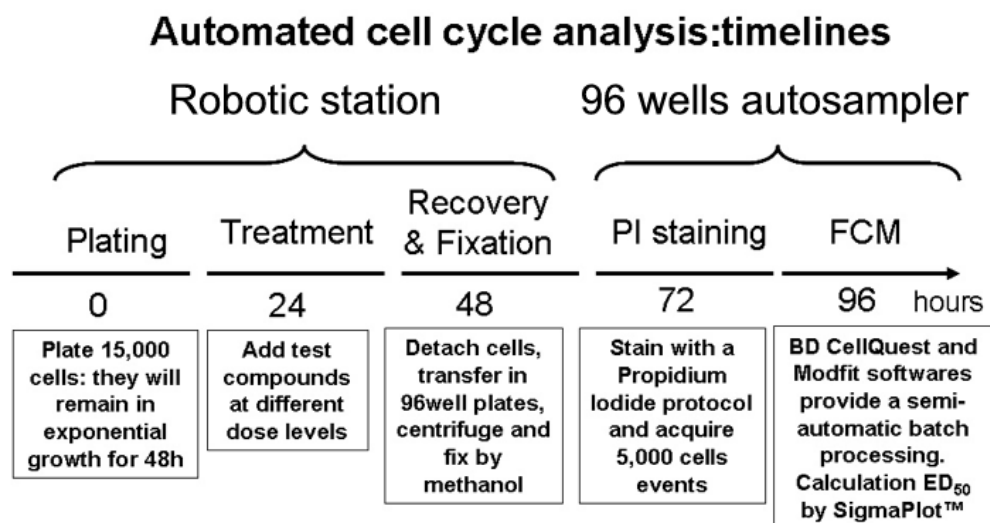 Automated cell cycle analysis:timelines
Robotic station
96 wells autosampler
Plating
Treatment
Recovery
& Fixation
PI staining
FCM
0
24
48
72
96
hours
Plate 15,000
cells: they will
remain in
exponential
growth for 48h
Add test
compounds
at different
dose levels
Detach cells,
transfer in
96well plates,
centrifuge and
fix by
methanol
Stain with a
Propidium
Iodide protocol
and acquire
5,000 cells
events
BD CellQuest and
Modfit softwares
provide a semi-
automatic batch
processing.
Calculation ED50
by SigmaPlot™